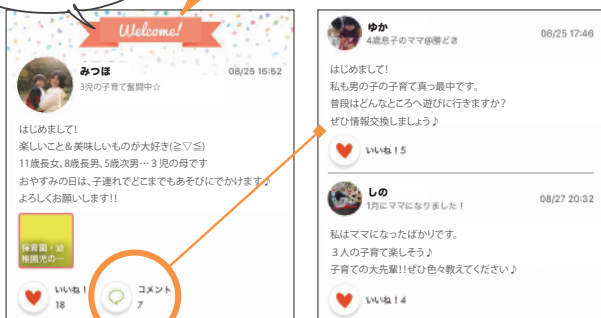 Welcome!
みつほ
08/25 16:52
3児の子育て奮闘中☆
はじめまして!
楽しいこと&美味しいものが大好き(≧▽≦)
11歳長女、8歳長男、5歳次男…3児の母です
おやすみの日は、子連れでどこまでもあそびにでかけます♪
よろしくお願いします!!
保育園・幼
稚園児の…
いいね!
18
コメント
7
ゆか
08/25 17:46
4歳息子のママ@勝どき
はじめまして!
私も男の子の子育て真っ最中です。
普段はどんなところへ遊びに行きますか?
ぜひ情報交換しましょう♪
いいね!5
しの
08/27 20:32
1月にママになりました!
私はママになったばかりです。
3人の子育て楽しそう♪
子育ての大先輩!!ぜひ色々教えてください♪
いいね!4